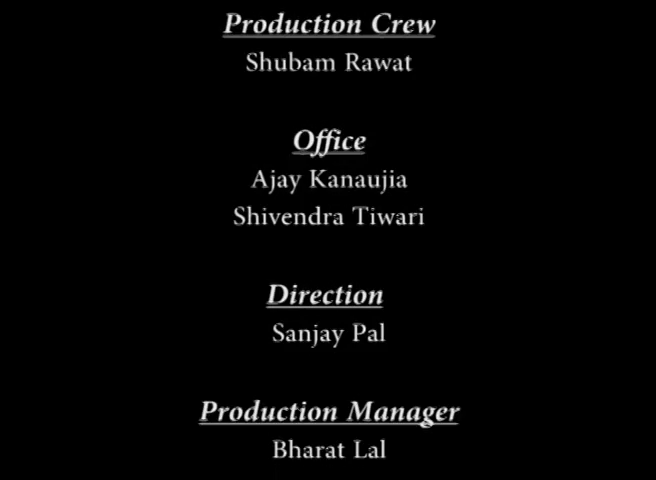 Production Crew
Shubam Rawat
Office
Ajay Kanaujia
Shivendra Tiwari
Direction
Sanjay Pal
Production Manager
Bharat Lal